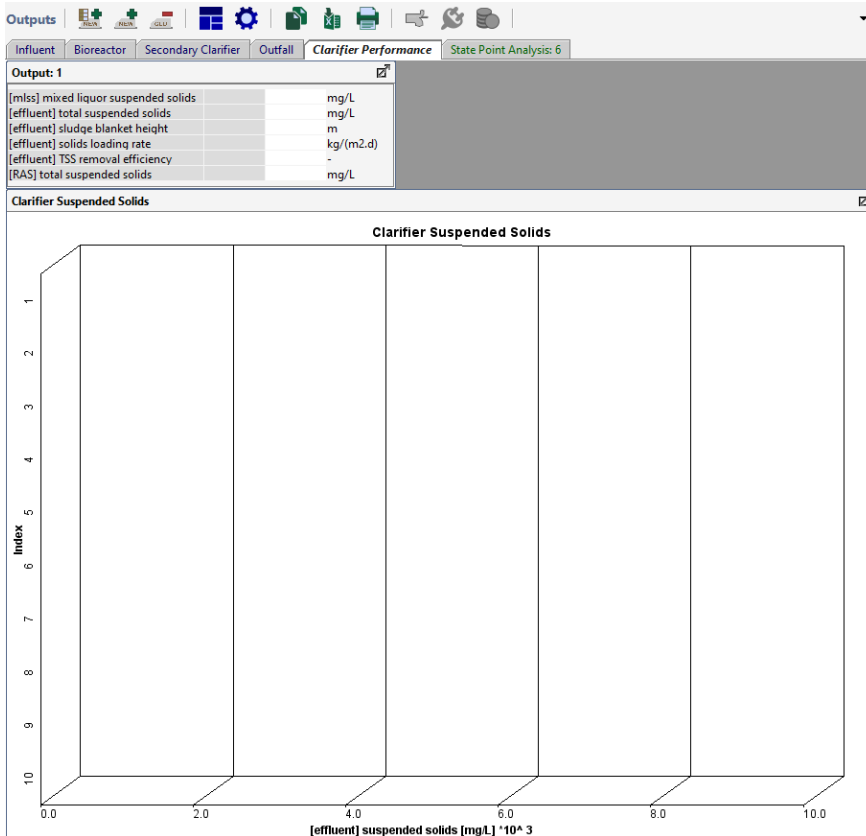 Outputs
NEW
NEW
GLD
Influent Bioreactor Secondary Clarifier Outfall Clarifier Performance State Point Analysis: 6
Output: 1
[mlss] mixed liquor suspended solids mg/L
[effluent] total suspended solids mg/L
[effluent] sludge blanket height m
[effluent] solids loading rate kg/(m2.d)
[effluent] TSS removal efficiency -
[RAS] total suspended solids mg/L
Clarifier Suspended Solids
Clarifier Suspended Solids
1
2
3
4
5
6
7
8
9
10
Index
0.0 2.0 4.0 6.0 8.0 10.0
[effluent] suspended solids [mg/L] *10^ 3